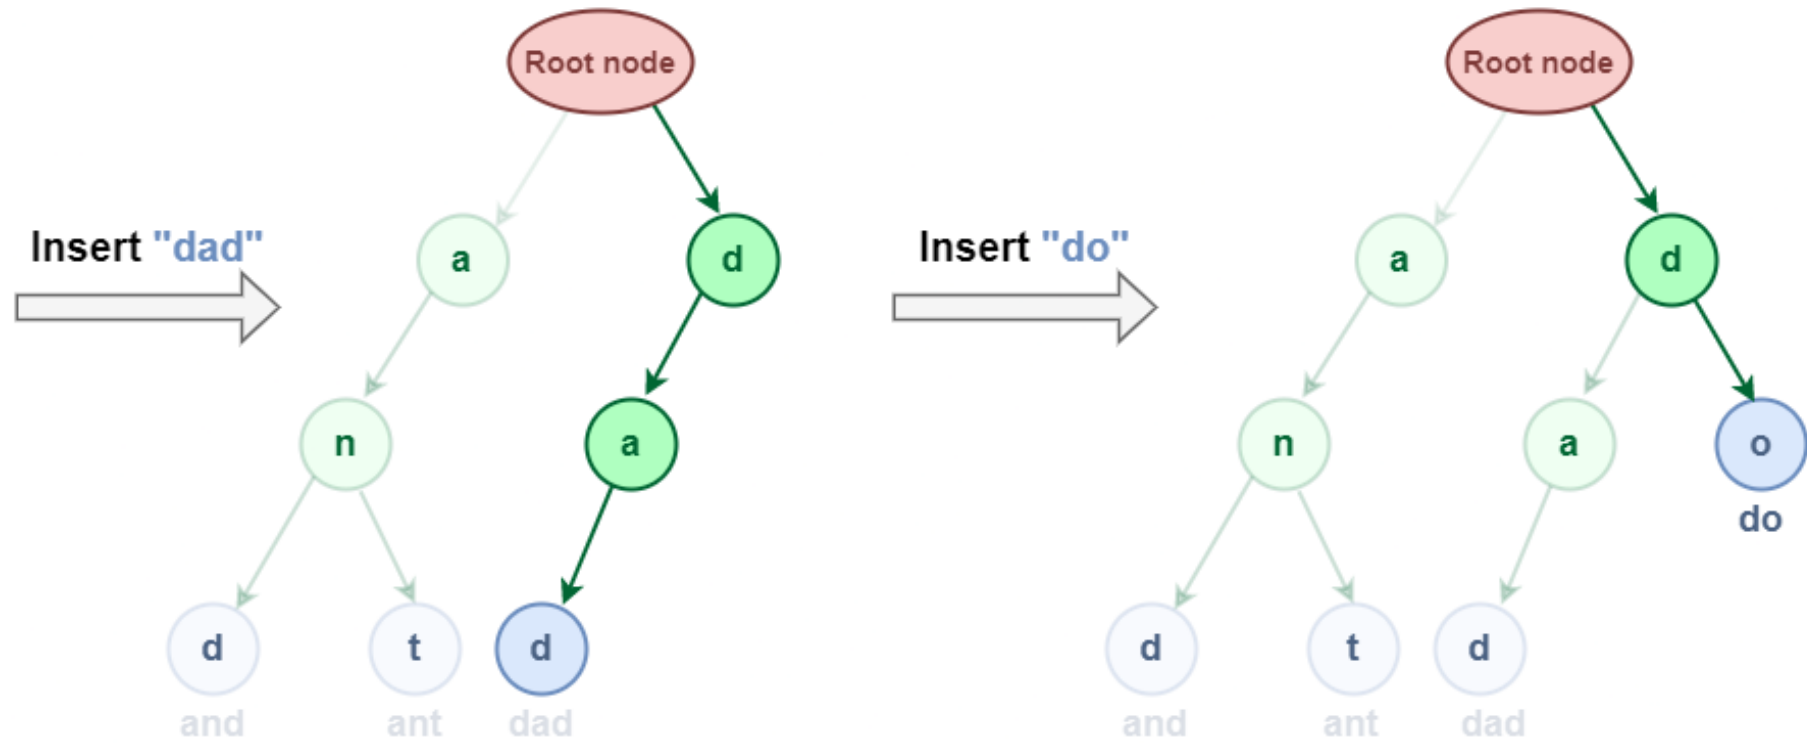 Root node
Insert "dad"
a
d
n
a
d
t
d
and
ant
dad
Root node
Insert "do"
a
d
n
a
o
do
d
t
d
and
ant
dad